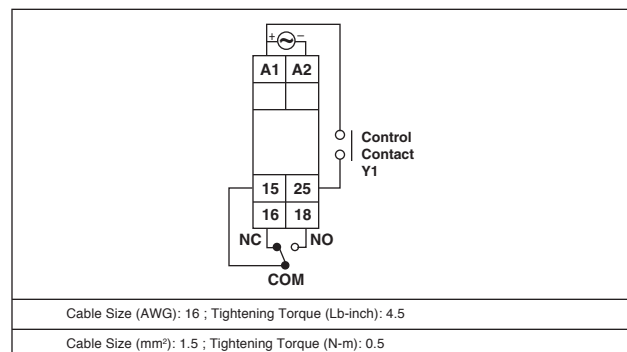 + −
A1 A2
Control
Contact
Y1
15 25
16 18
NC NO
COM
Cable Size (AWG): 16 ; Tightening Torque (Lb-inch): 4.5
Cable Size (mm²): 1.5 ; Tightening Torque (N-m): 0.5